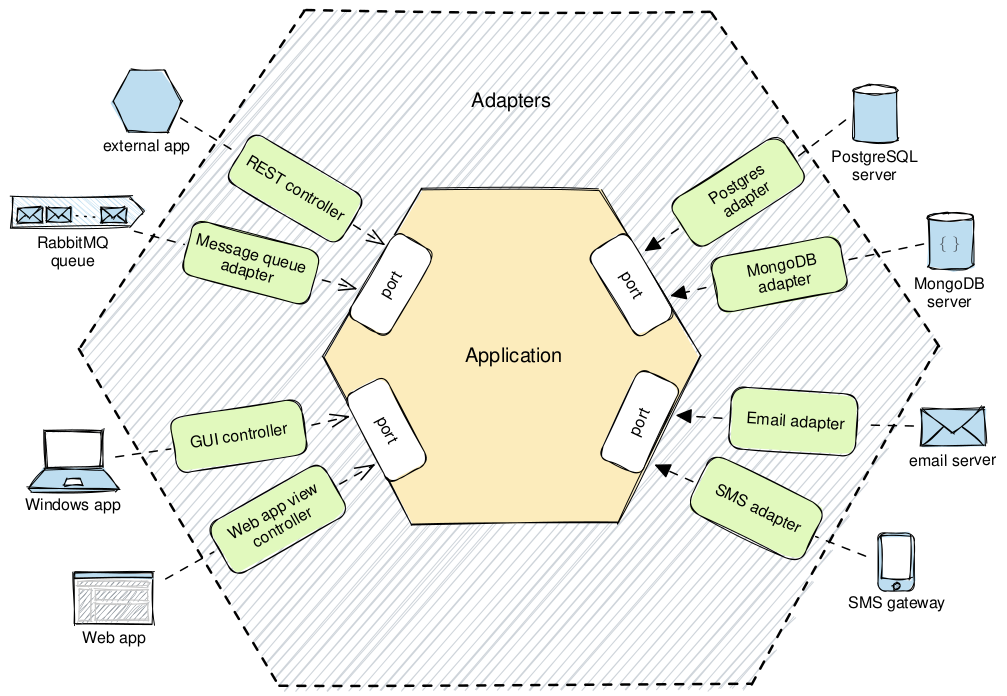 Adapters
external app
REST controller
Postgres
adapter
PostgreSQL
server
RabbitMQ
queue
Message queue
adapter
port
port
MongoDB
adapter
{ }
MongoDB
server
Application
GUI controller
port
port
Email adapter
email server
Windows app
Web app view
controller
SMS adapter
SMS gateway
Web app